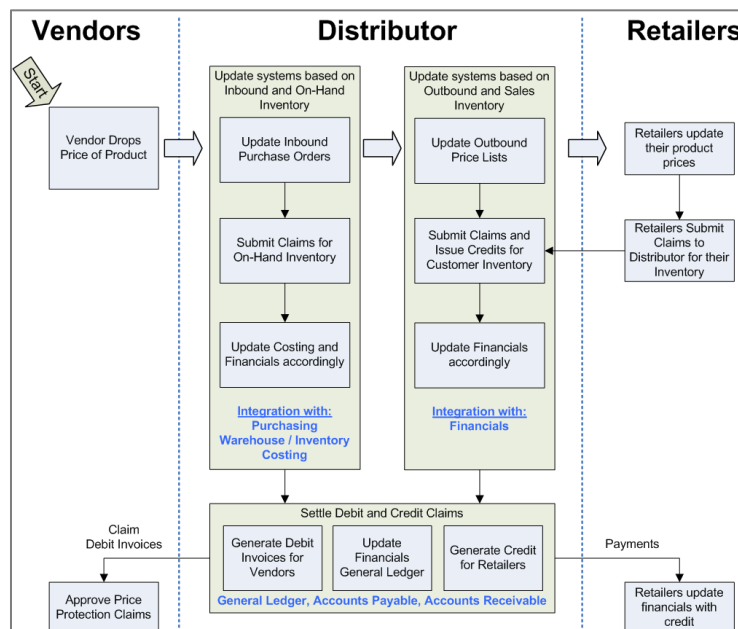 Vendors
Distributor
Retailers
Start
Vendor Drops
Price of Product
Update systems based on
Inbound and On-Hand
Inventory
Update Inbound
Purchase Orders
Submit Claims for
On-Hand Inventory
Update Costing and
Financials accordingly
Integration with:
Purchasing
Warehouse / Inventory
Costing
Update systems based on
Outbound and Sales
Inventory
Update Outbound
Price Lists
Submit Claims and
Issue Credits for
Customer Inventory
Update Financials
accordingly
Integration with:
Financials
Retailers update
their product
prices
Retailers Submit
Claims to
Distributor for their
Inventory
Settle Debit and Credit Claims
Generate Debit
Invoices for
Vendors
Update
Financials
General Ledger
Generate Credit
for Retailers
General Ledger, Accounts Payable, Accounts Receivable
Claim
Debit Invoices
Approve Price
Protection Claims
Payments
Retailers update
financials with
credit